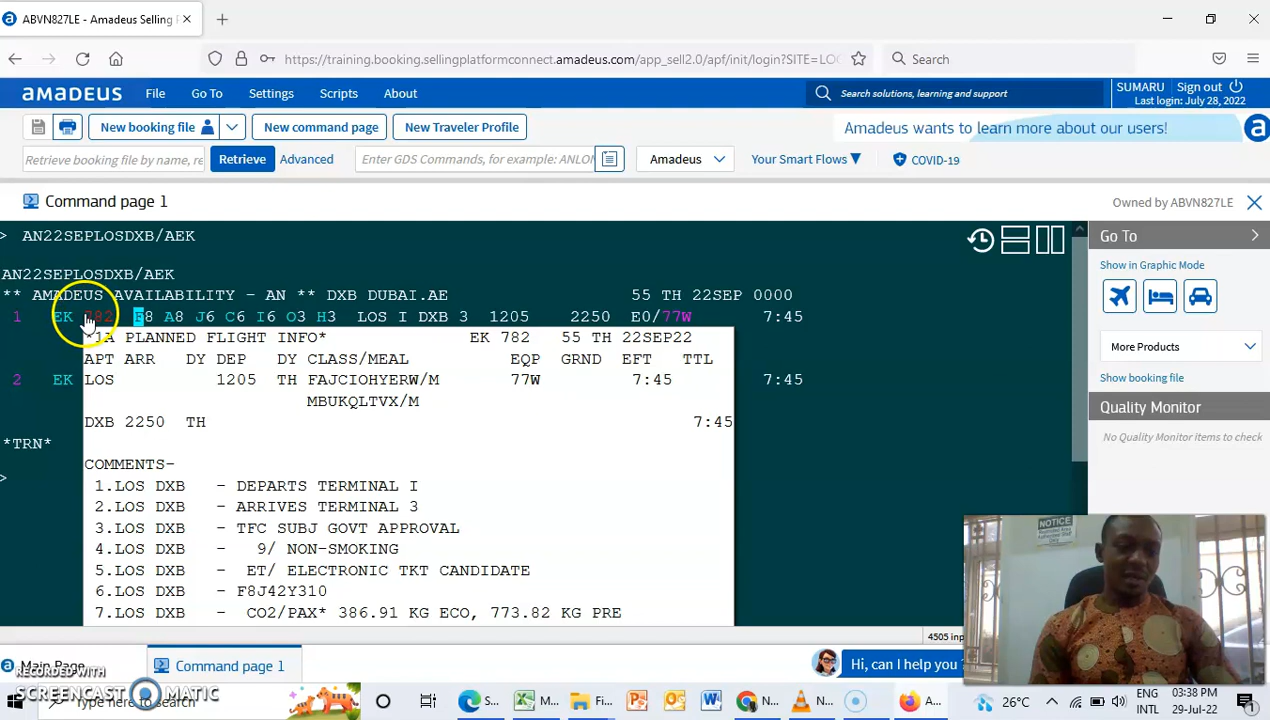 ABVN827LE - Amadeus Selling
https://training.booking.sellingplatformconnect.amadeus.com/app_sell2.0/apf/init/login?SITE=LO
Search
amadeus File Go To Settings Scripts About
Search solutions, learning and support
SUMARU Sign out
Last login: July 28, 2022
New booking file New command page New Traveler Profile
Amadeus wants to learn more about our users!
Retrieve booking file by name, re Retrieve Advanced Enter GDS Commands, for example: ANLON Amadeus Your Smart Flows COVID-19
Command page 1
Owned by ABVN827LE
> AN22SEPLOSDXB/AEK
AN22SEPLOSDXB/AEK
** AMADEUS AVAILABILITY - AN ** DXB DUBAI.AE 55 TH 22SEP 0000
1 EK 782 F8 A8 J6 C6 I6 O3 H3 LOS I DXB 3 1205 2250 E0/77W 7:45
*1A PLANNED FLIGHT INFO* EK 782 55 TH 22SEP22
APT ARR DY DEP DY CLASS/MEAL EQP GRND EFT TTL
2 EK LOS 1205 TH FAJCIOHYERW/M 77W 7:45 7:45
MBUKQLTVX/M
DXB 2250 TH 7:45
*TRN*
COMMENTS-
>
1.LOS DXB - DEPARTS TERMINAL I
2.LOS DXB - ARRIVES TERMINAL 3
3.LOS DXB - TFC SUBJ GOVT APPROVAL
4.LOS DXB - 9/ NON-SMOKING
5.LOS DXB - ET/ ELECTRONIC TKT CANDIDATE
6.LOS DXB - F8J42Y310
7.LOS DXB - CO2/PAX* 386.91 KG ECO, 773.82 KG PRE
Go To
Show in Graphic Mode
More Products
Show booking file
Quality Monitor
No Quality Monitor Items to check
NOTICE
4505 inp
Main Page Command page 1
Hi, can I help you
RECORDED WITH
SCREENCAST MATIC
Type here to search
S... M... Fi... N... N... A...
26°C
ENG
INTL
03:38 PM
29-Jul-22
1